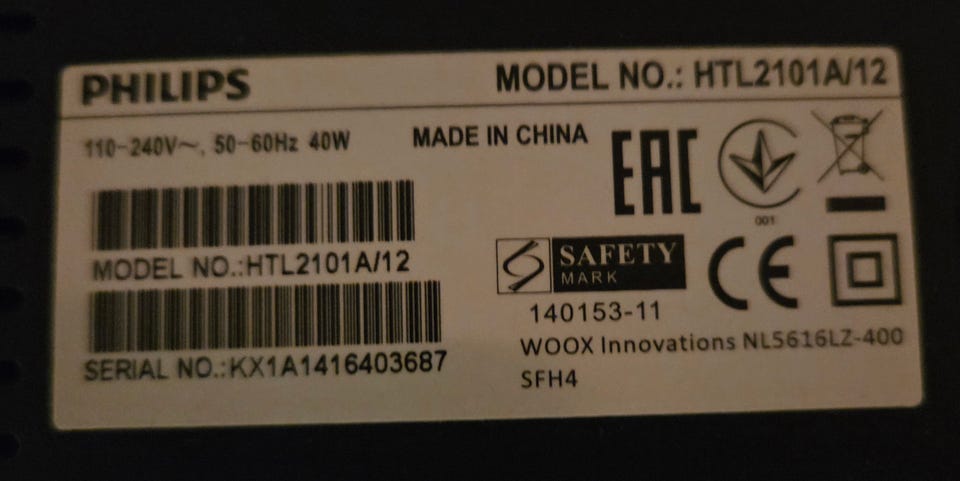 PHILIPS
MODEL NO.: HTL2101A/12
110-240V~, 50-60Hz 40W
MADE IN CHINA
EAC
001
MODEL NO.:HTL2101A/12
SAFETY
MARK
CE
140153-11
SERIAL NO.:KX1A1416403687
WOOX Innovations NL5616LZ-400
SFH4